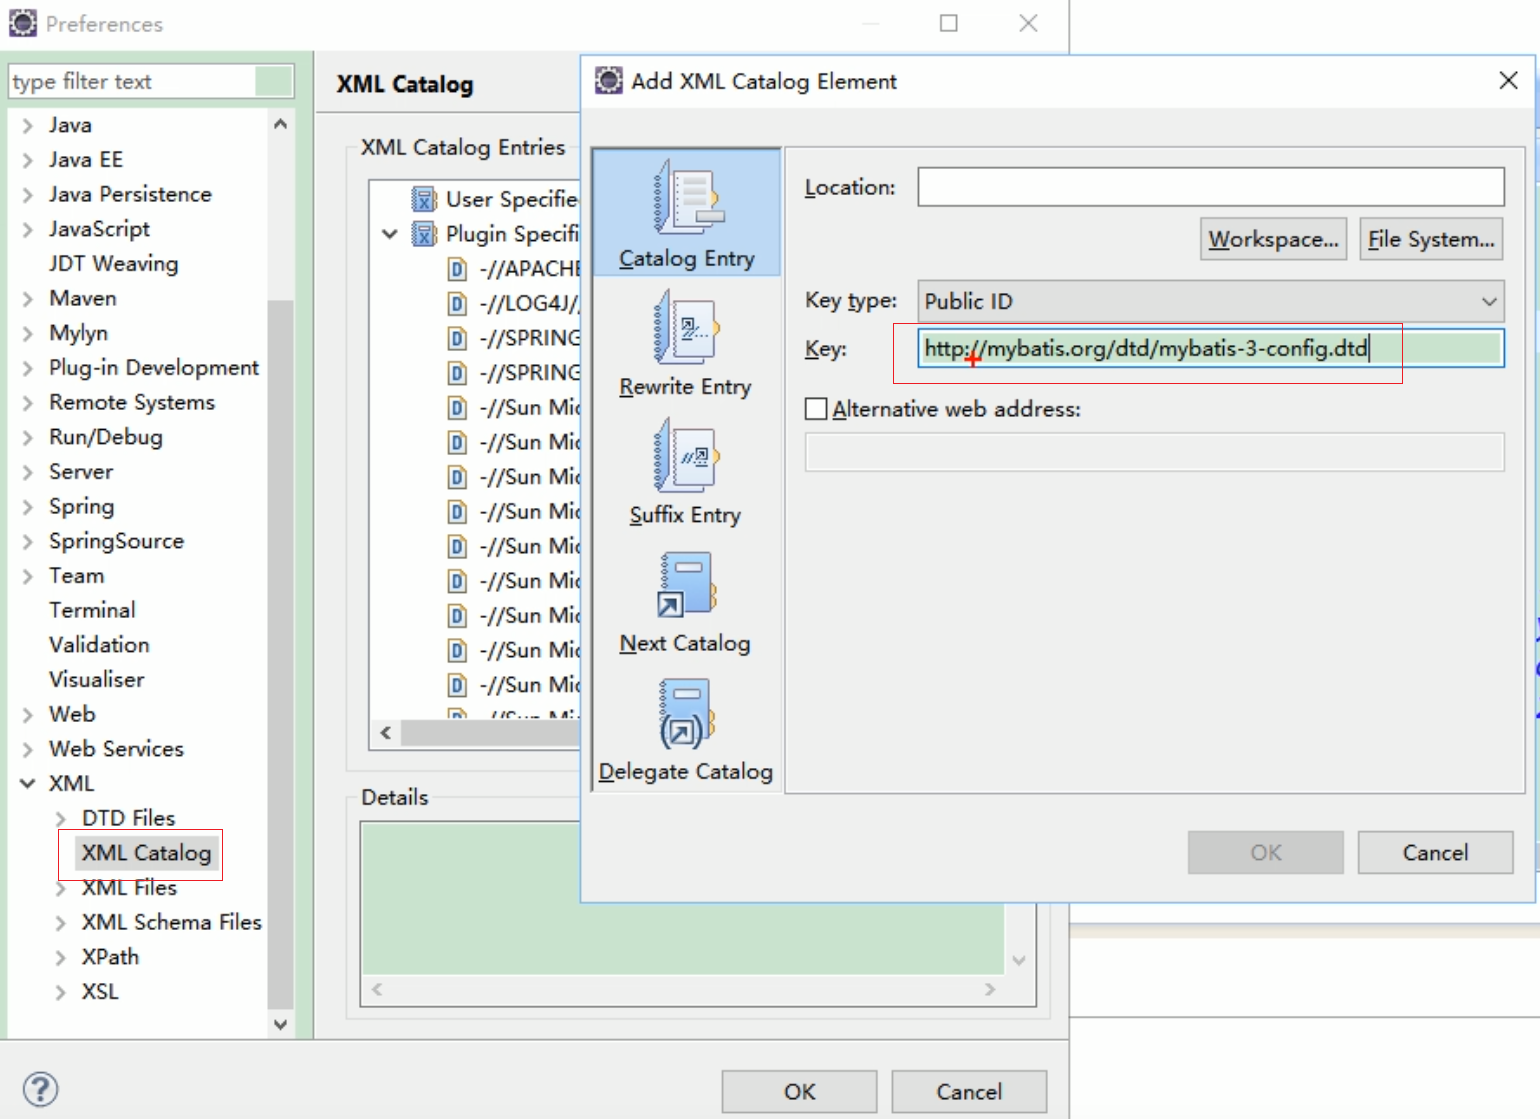 Preferences
type filter text
Java
Java EE
Java Persistence
JavaScript
JDT Weaving
Maven
Mylyn
Plug-in Development
Remote Systems
Run/Debug
Server
Spring
SpringSource
Team
Terminal
Validation
Visualiser
Web
Web Services
XML
DTD Files
XML Catalog
XML Files
XML Schema Files
XPath
XSL
XML Catalog
XML Catalog Entries
User Specifie
Plugin Specifi
-//APACHE
-//LOG4J/
-//SPRING
-//SPRING
-//Sun Mic
-//Sun Mic
-//Sun Mic
-//Sun Mic
-//Sun Mic
-//Sun Mic
-//Sun Mic
-//Sun Mic
-//Sun Mic
-//Sun Mic
Details
OK
Cancel
Add XML Catalog Element
Catalog Entry
Rewrite Entry
Suffix Entry
Next Catalog
Delegate Catalog
Location:
Workspace...
File System...
Key type:
Public ID
Key:
http://mybatis.org/dtd/mybatis-3-config.dtd
Alternative web address:
OK
Cancel